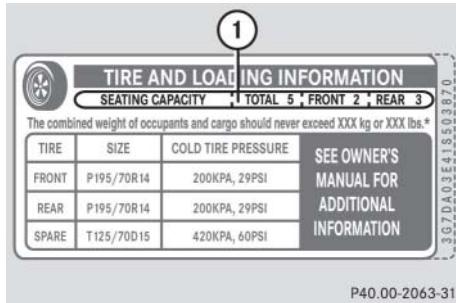 1
TIRE AND LOADING INFORMATION
SEATING CAPACITY TOTAL 5 FRONT 2 REAR 3
The combined weight of occupants and cargo should never exceed XXX kg or XXX lbs.*
TIRE SIZE COLD TIRE PRESSURE
FRONT P195/70R14 200KPA, 29PSI
REAR P195/70R14 200KPA, 29PSI
SPARE T125/70D15 420KPA, 60PSI
SEE OWNER'S
MANUAL FOR
ADDITIONAL
INFORMATION
3G7DA03E41S503870
P40.00-2063-31